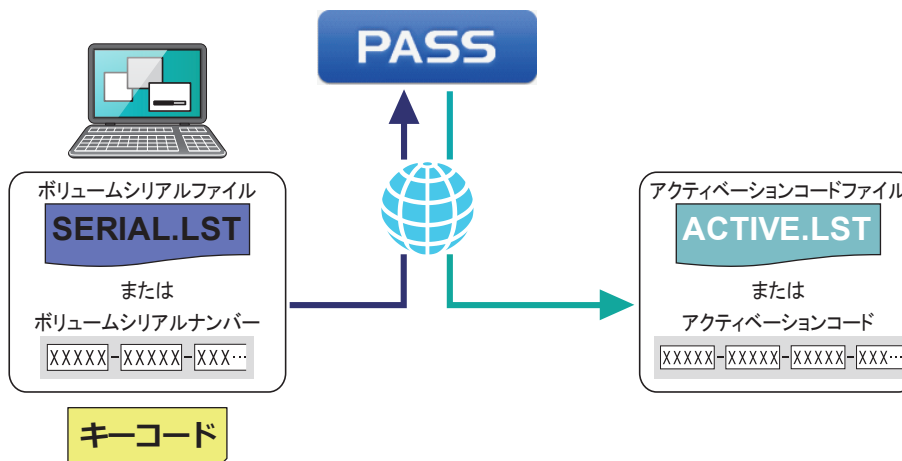 PASS
ボリュームシリアルファイル
SERIAL.LST
または
ボリュームシリアルナンバー
XXXXX-XXXXX-XXX…
キーコード
アクティベーションコードファイル
ACTIVE.LST
または
アクティベーションコード
XXXXX-XXXXX-XXXXX-XXX…